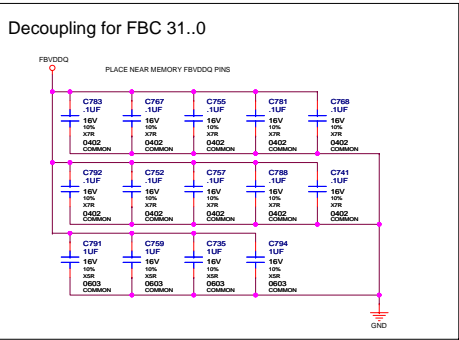 Decoupling for FBC 31..0
FBVDDQ
PLACE NEAR MEMORY FBVDDQ PINS
C783 C767 C755 C781 C768
.1UF .1UF .1UF .1UF .1UF
16V 16V 16V 16V 16V
10% 10% 10% 10% 10%
X7R X7R X7R X7R X7R
0402 0402 0402 0402 0402
COMMON COMMON COMMON COMMON COMMON
C792 C752 C757 C788 C741
.1UF .1UF .1UF .1UF .1UF
16V 16V 16V 16V 16V
10% 10% 10% 10% 10%
X7R X7R X7R X7R X7R
0402 0402 0402 0402 0402
COMMON COMMON COMMON COMMON COMMON
C791 C759 C735 C794
1UF 1UF 1UF 1UF
16V 16V 16V 16V
10% 10% 10% 10%
X5R X5R X5R X5R
0603 0603 0603 0603
COMMON COMMON COMMON COMMON
GND